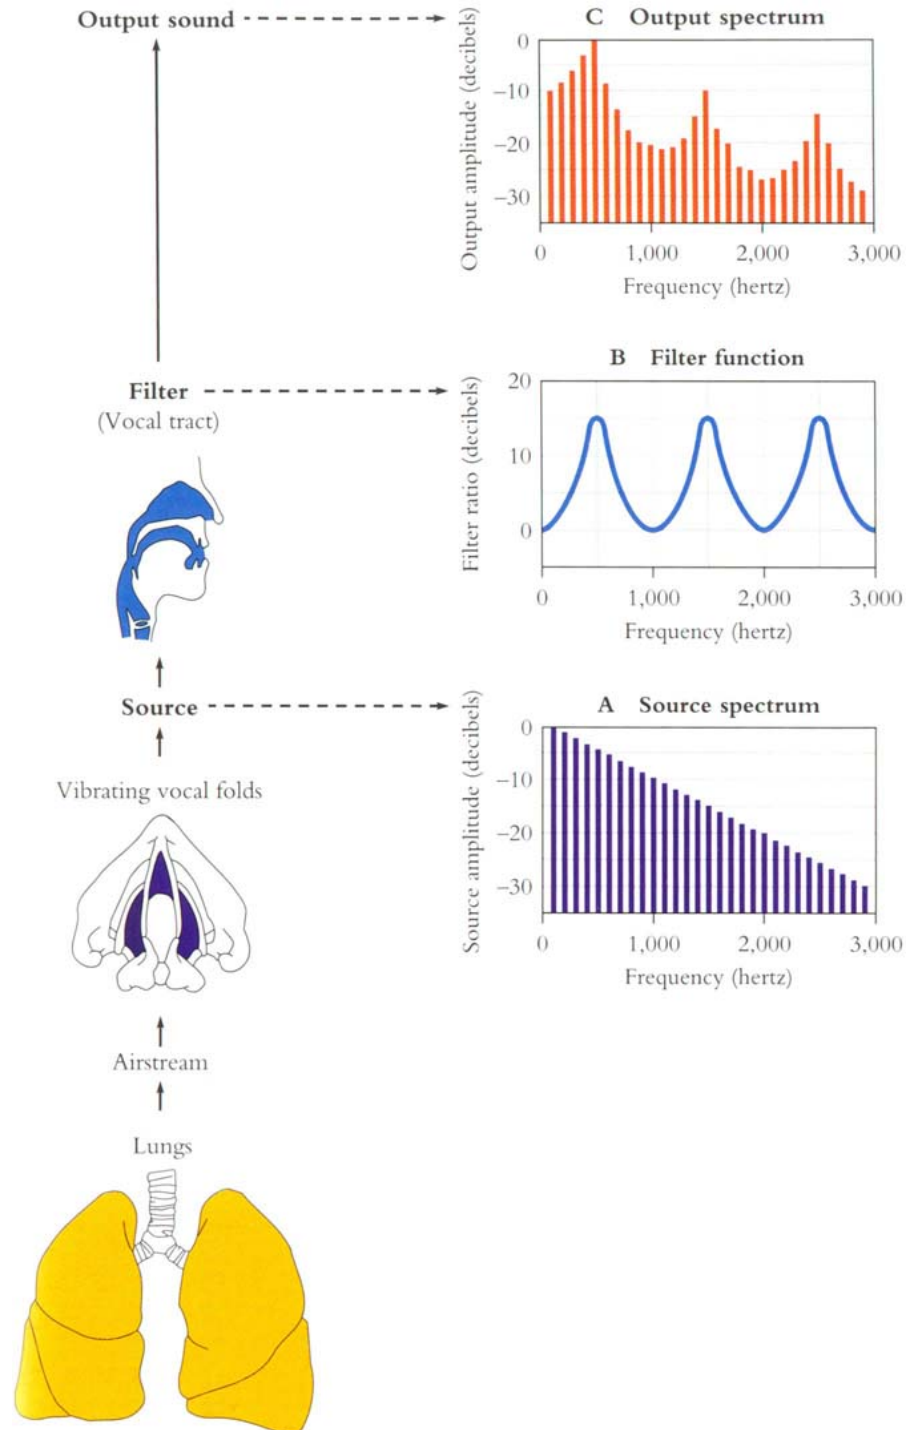 Output sound
C Output spectrum
Output amplitude (decibels)
0
−10
−20
−30
0 1,000 2,000 3,000
Frequency (hertz)
Filter
(Vocal tract)
B Filter function
Filter ratio (decibels)
20
10
0
0 1,000 2,000 3,000
Frequency (hertz)
Source
A Source spectrum
Source amplitude (decibels)
0
−10
−20
−30
0 1,000 2,000 3,000
Frequency (hertz)
Vibrating vocal folds
Airstream
Lungs